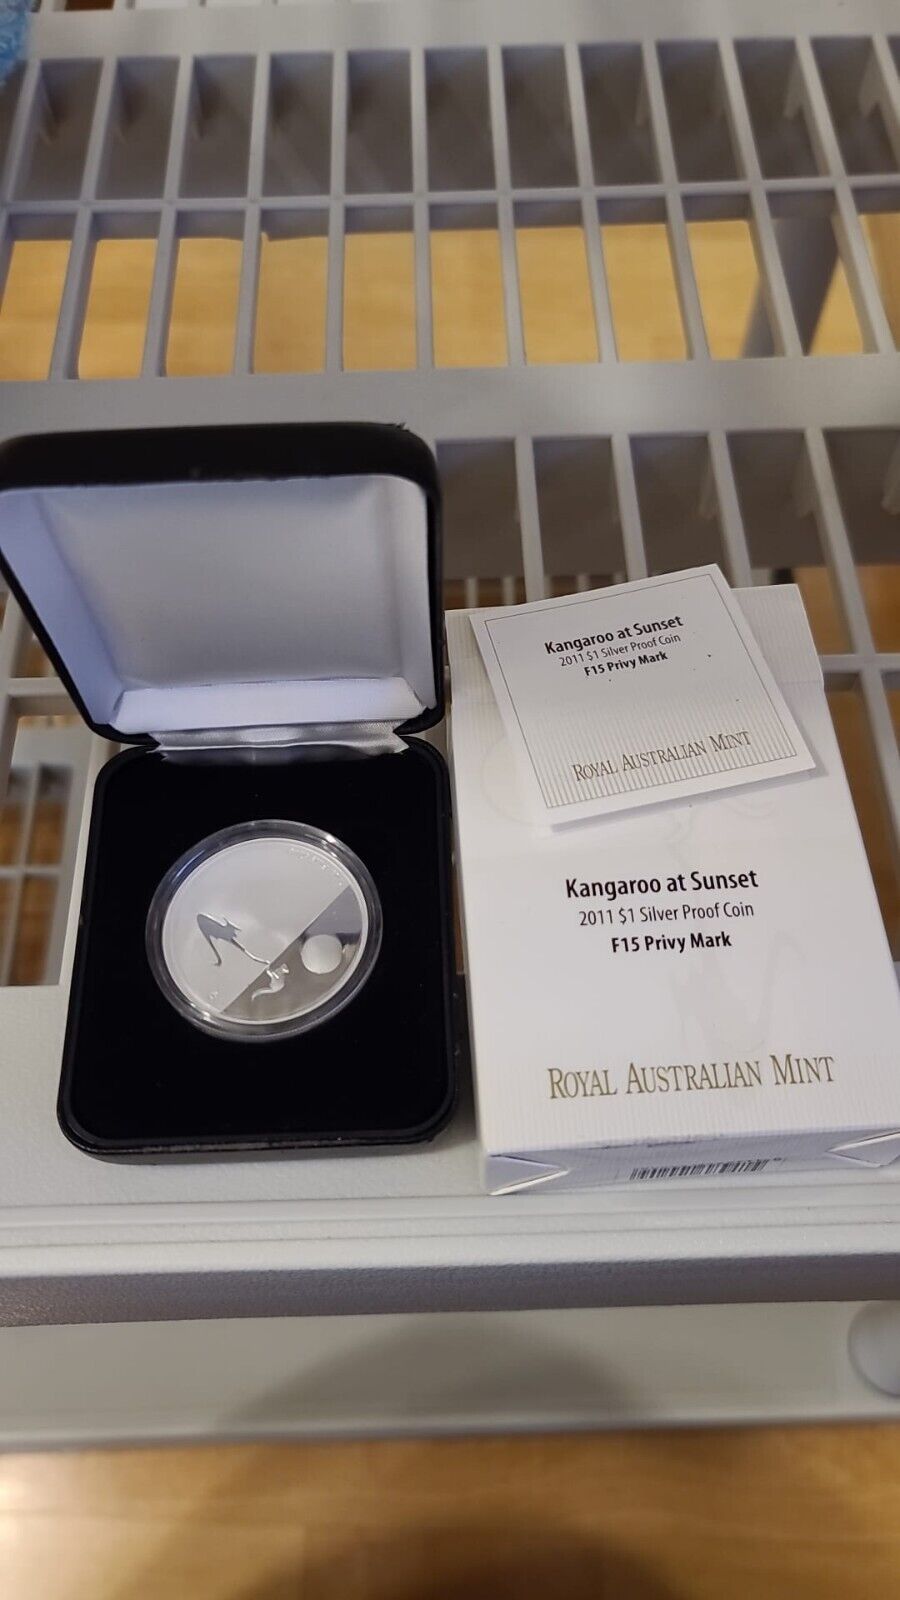 Kangaroo at Sunset
2011 $1 Silver Proof Coin
F15 Privy Mark
ROYAL AUSTRALIAN MINT
Kangaroo at Sunset
2011 $1 Silver Proof Coin
F15 Privy Mark
ROYAL AUSTRALIAN MINT